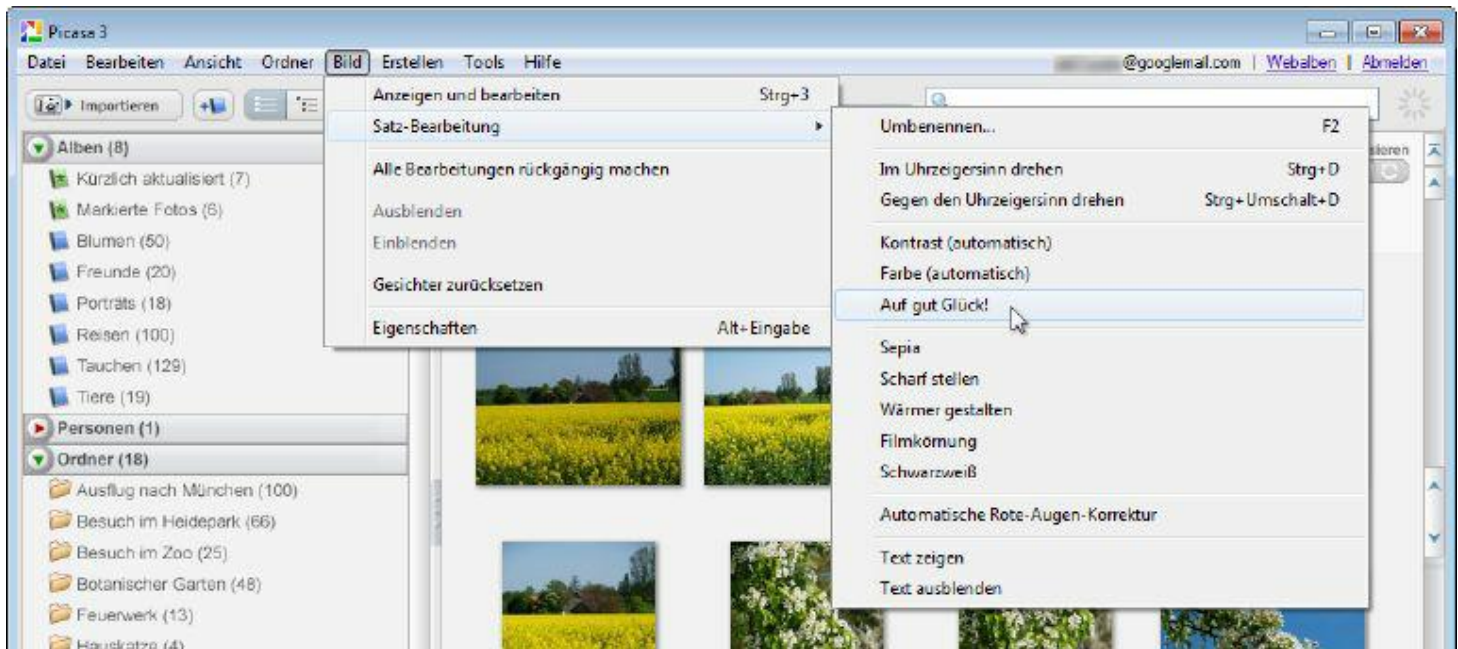 Picasa 3
Datei Bearbeiten Ansicht Ordner Bild Erstellen Tools Hilfe
@googlemail.com | Webalben | Abmelden
Importieren
Alben (8)
Kürzlich aktualisiert (7)
Markierte Fotos (6)
Blumen (50)
Freunde (20)
Porträts (18)
Reisen (100)
Tauchen (129)
Tiere (19)
Personen (1)
Ordner (18)
Ausflug nach München (100)
Besuch im Heidepark (66)
Besuch im Zoo (25)
Botanischer Garten (48)
Feuerwerk (13)
Hauskatze (4)
Anzeigen und bearbeiten Strg+3
Satz-Bearbeitung
Alle Bearbeitungen rückgängig machen
Ausblenden
Einblenden
Gesichter zurücksetzen
Eigenschaften Alt+Eingabe
Umbenennen... F2
Im Uhrzeigersinn drehen Strg+D
Gegen den Uhrzeigersinn drehen Strg+Umschalt+D
Kontrast (automatisch)
Farbe (automatisch)
Auf gut Glück!
Sepia
Scharf stellen
Wärmer gestalten
Filmkörnung
Schwarzweiß
Automatische Rote-Augen-Korrektur
Text zeigen
Text ausblenden